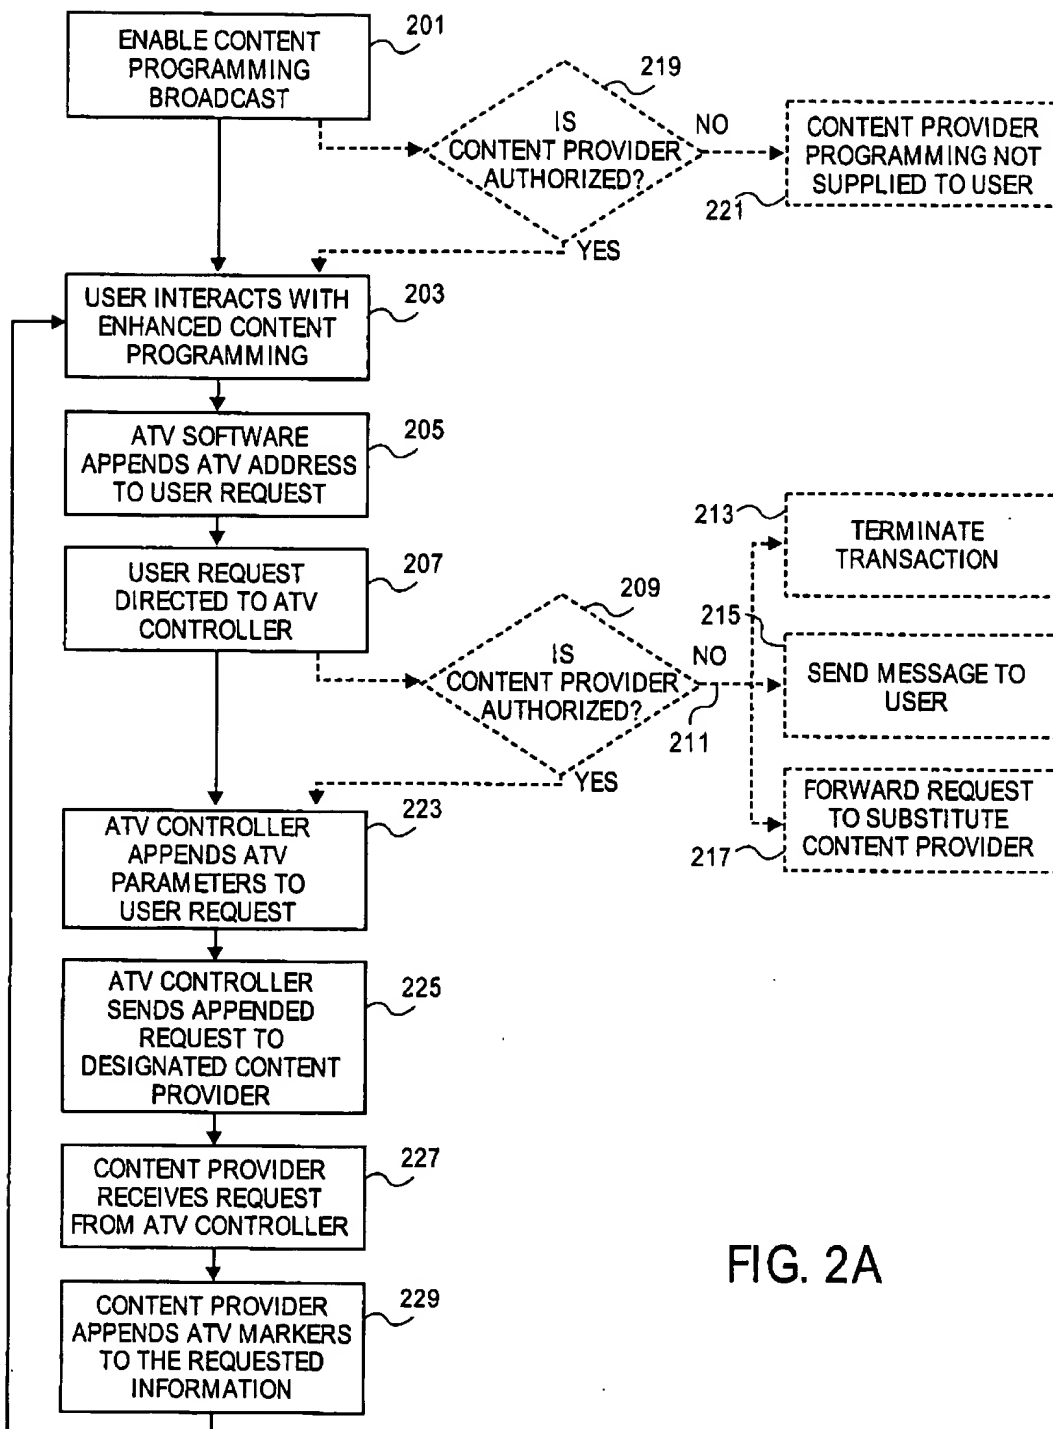 ENABLE CONTENT
PROGRAMMING
BROADCAST
201
IS
CONTENT PROVIDER
AUTHORIZED?
219
NO
YES
CONTENT PROVIDER
PROGRAMMING NOT
SUPPLIED TO USER
221
USER INTERACTS WITH
ENHANCED CONTENT
PROGRAMMING
203
ATV SOFTWARE
APPENDS ATV ADDRESS
TO USER REQUEST
205
USER REQUEST
DIRECTED TO ATV
CONTROLLER
207
IS
CONTENT PROVIDER
AUTHORIZED?
209
NO
211
YES
213
TERMINATE
TRANSACTION
215
SEND MESSAGE TO
USER
FORWARD REQUEST
TO SUBSTITUTE
CONTENT PROVIDER
217
ATV CONTROLLER
APPENDS ATV
PARAMETERS TO
USER REQUEST
223
ATV CONTROLLER
SENDS APPENDED
REQUEST TO
DESIGNATED CONTENT
PROVIDER
225
CONTENT PROVIDER
RECEIVES REQUEST
FROM ATV CONTROLLER
227
CONTENT PROVIDER
APPENDS ATV MARKERS
TO THE REQUESTED
INFORMATION
229
FIG. 2A